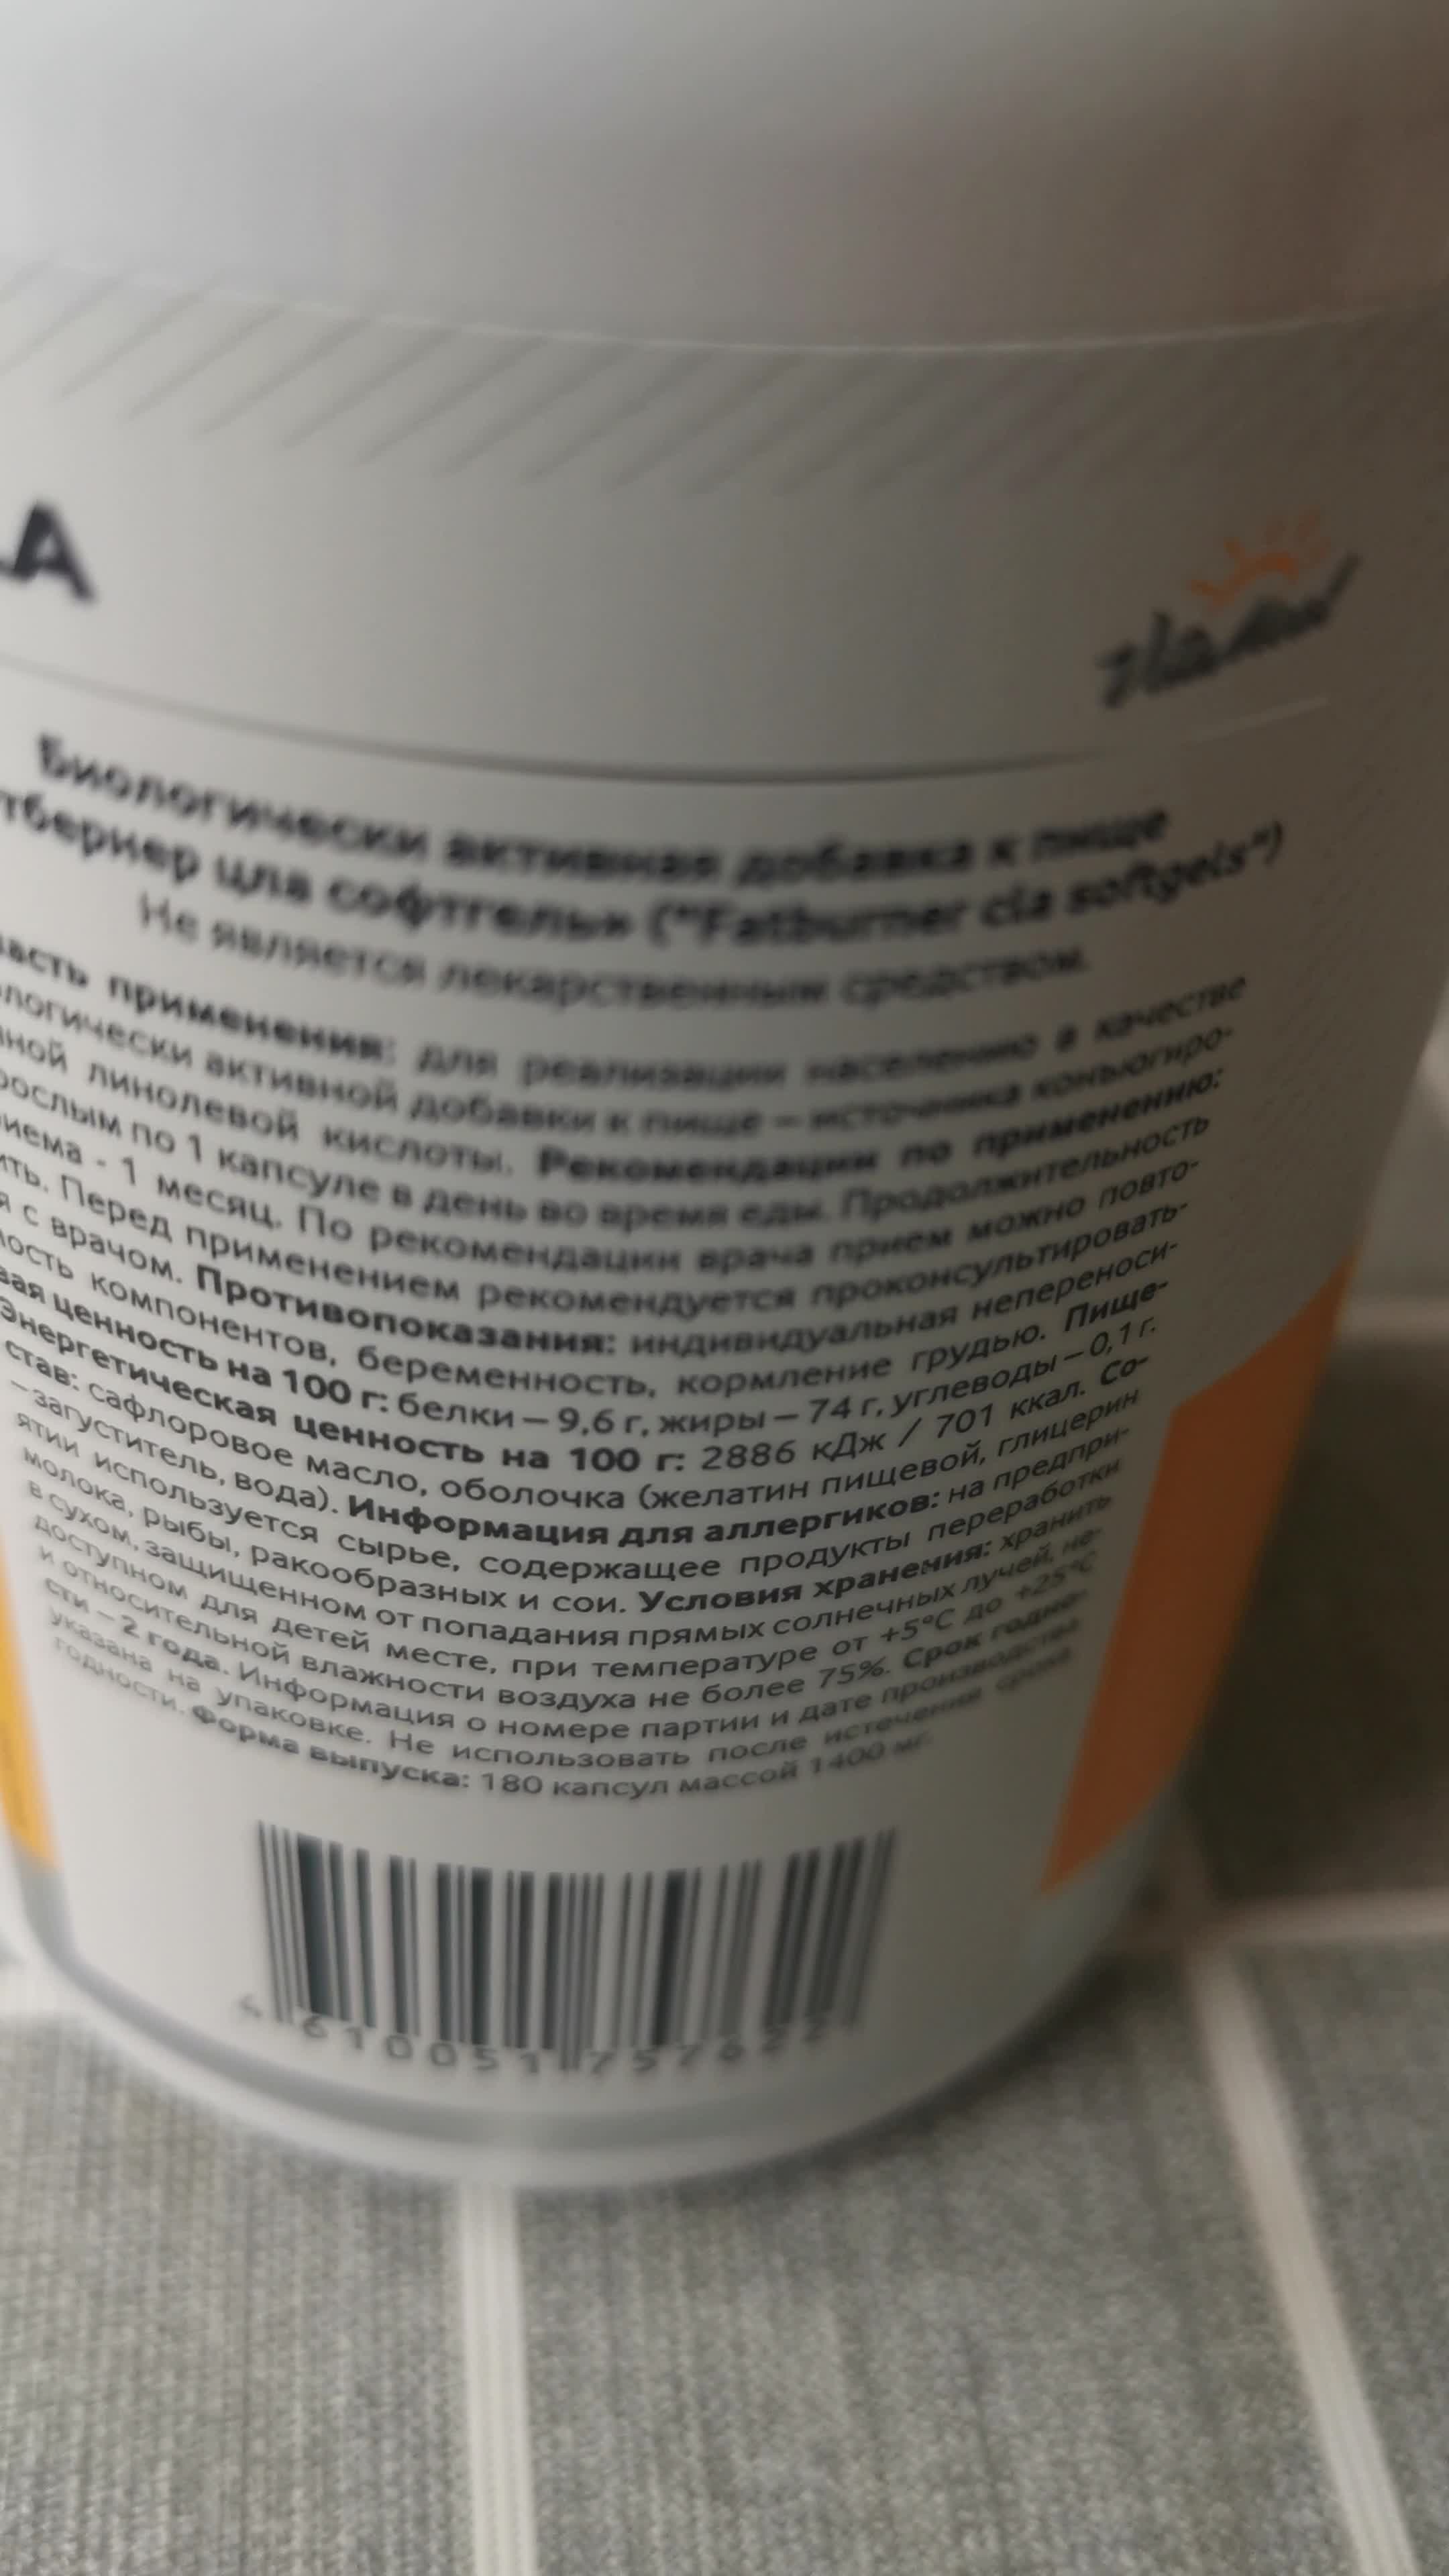 А
Биологически активная добавка к пище
тбернер цла софтгель» ("Fatburner cla softgels")
Не является лекарственным средством.
ласть применения: для реализации населению в качестве
логически активной добавки к пище – источника конъюгиро-
нной линолевой кислоты. Рекомендации по применению:
рослым по 1 капсуле в день во время еды. Продолжительность
иема - 1 месяц. По рекомендации врача прием можно повто-
ить. Перед применением рекомендуется проконсультировать-
я с врачом. Противопоказания: индивидуальная непереноси-
ность компонентов, беременность, кормление грудью. Пище-
вая ценность на 100 г: белки – 9,6 г, жиры – 74 г, углеводы – 0,1 г.
Энергетическая ценность на 100 г: 2886 кДж / 701 ккал. Со-
став: сафлоровое масло, оболочка (желатин пищевой, глицерин
– загуститель, вода). Информация для аллергиков: на предпри-
ятии используется сырье, содержащее продукты переработки
молока, рыбы, ракообразных и сои. Условия хранения: хранить
в сухом, защищенном от попадания прямых солнечных лучей, не-
доступном для детей месте, при температуре от +5°С до +25°С
и относительной влажности воздуха не более 75%. Срок годно-
сти – 2 года. Информация о номере партии и дате производства
указана на упаковке. Не использовать после истечения срока
годности. Форма выпуска: 180 капсул массой 1400 мг.
4 610051 757622